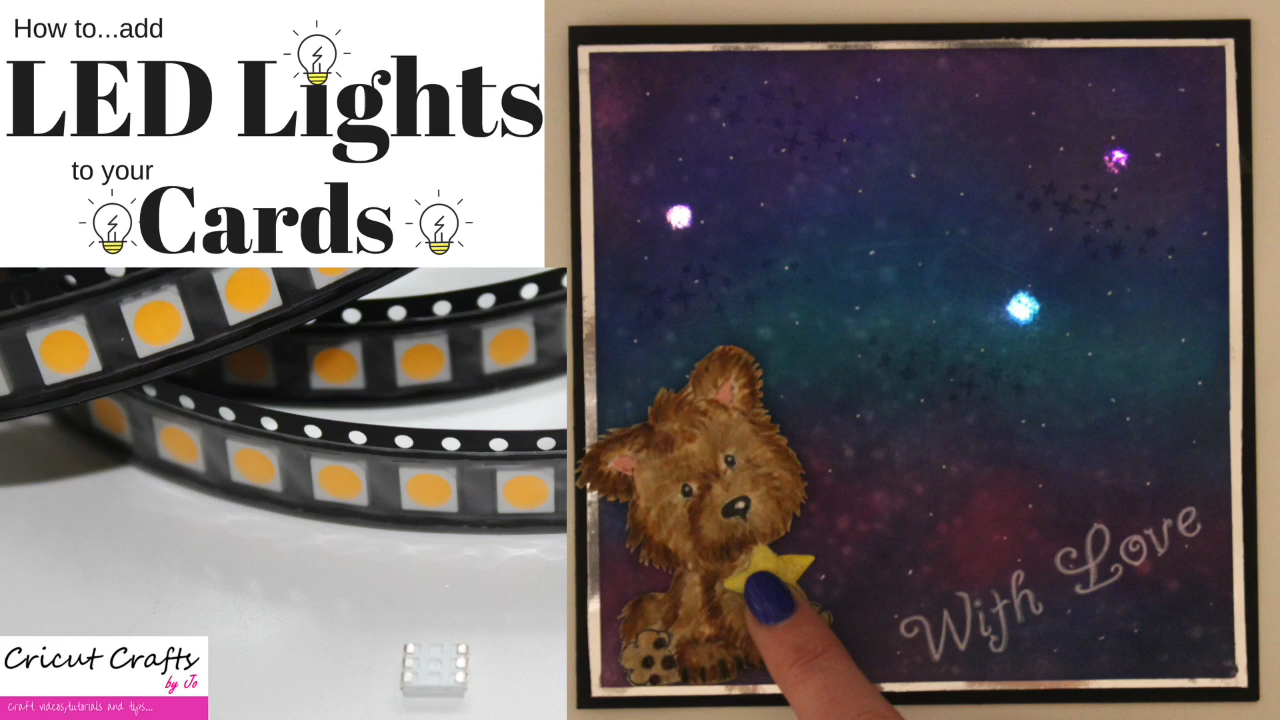 How to...add
LED Lights
to your
Cards
With Love
Cricut Crafts
by Jo
Craft videos,tutorials and tips...